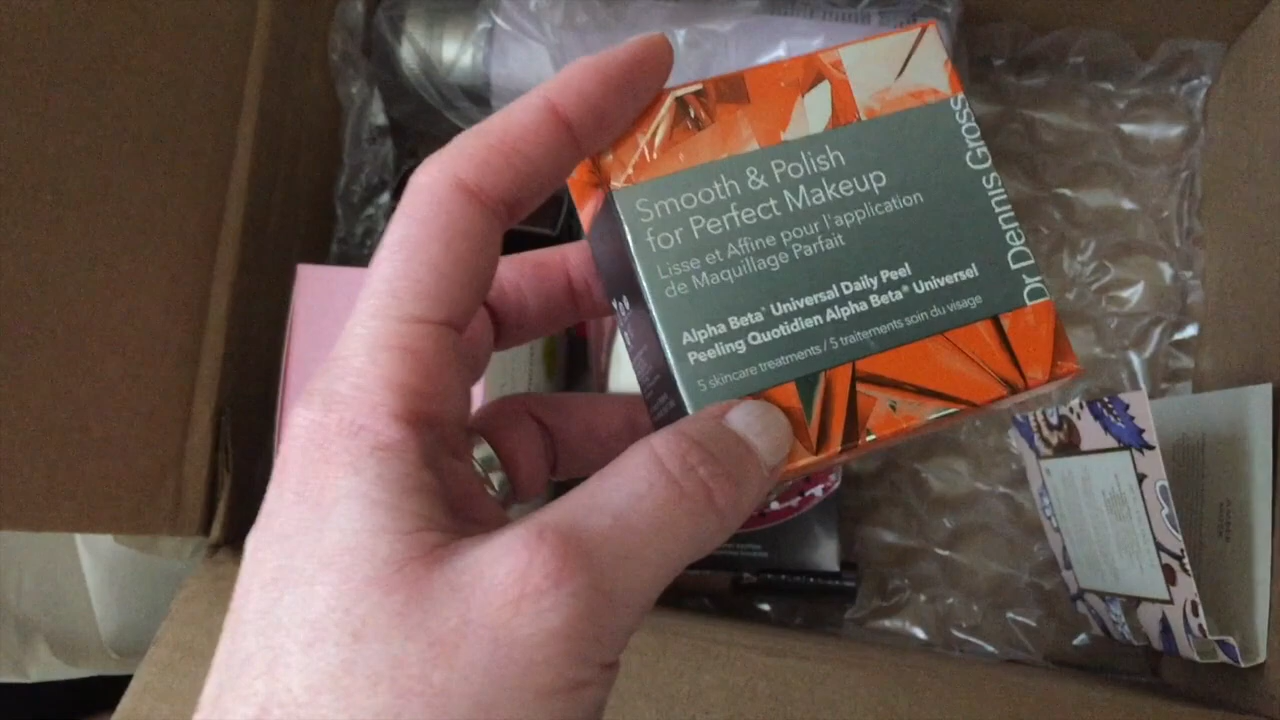 Smooth & Polish
for Perfect Makeup
Lisse et Affine pour l'application
de Maquillage Parfait
Alpha Beta® Universal Daily Peel
Peeling Quotidien Alpha Beta® Universel
5 skincare treatments / 5 traitements soin du visage
Dr Dennis Gross